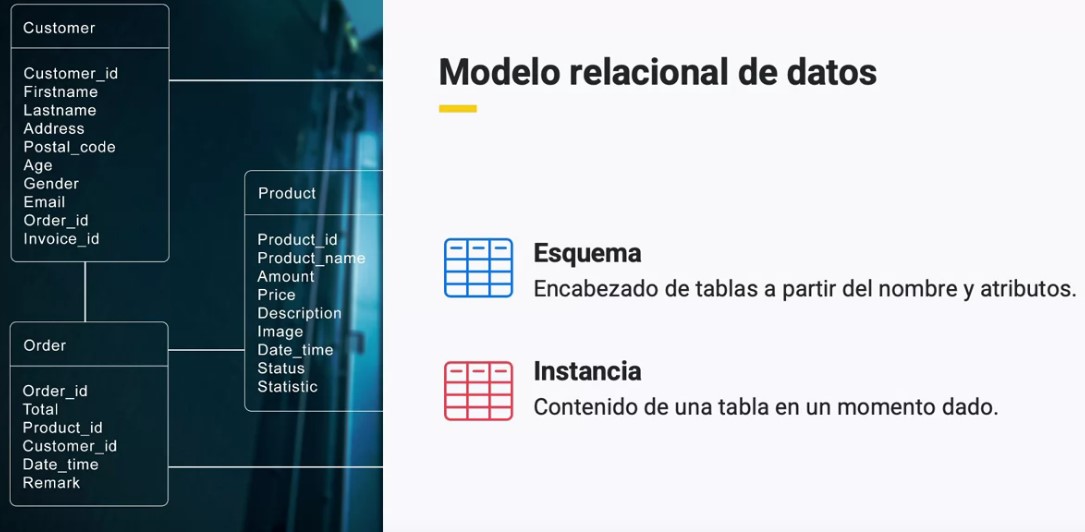 Customer
Customer_id
Firstname
Lastname
Address
Postal_code
Age
Gender
Email
Order_id
Invoice_id
Product
Product_id
Product_name
Amount
Price
Description
Image
Date_time
Status
Statistic
Order
Order_id
Total
Product_id
Customer_id
Date_time
Remark
Modelo relacional de datos
Esquema
Encabezado de tablas a partir del nombre y atributos.
Instancia
Contenido de una tabla en un momento dado.